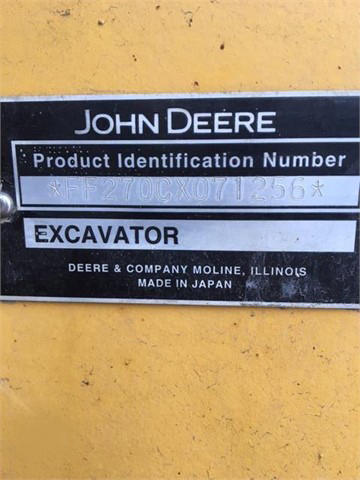 JOHN DEERE
Product Identification Number
*FF270CX071256*
EXCAVATOR
DEERE & COMPANY MOLINE, ILLINOIS
MADE IN JAPAN